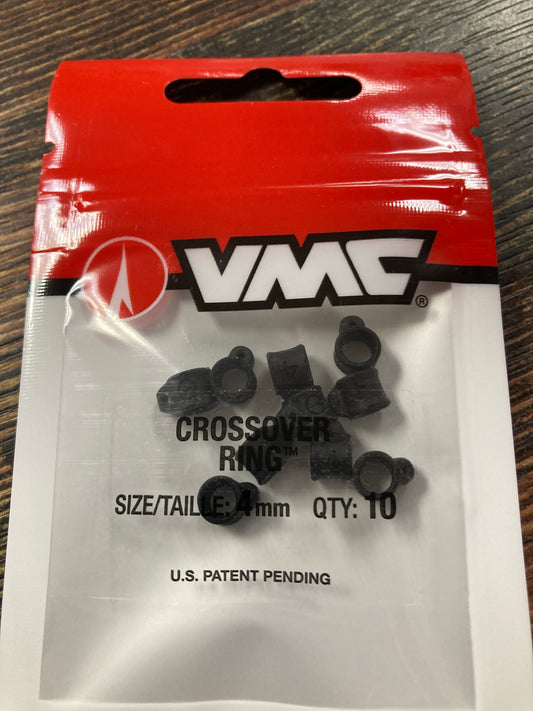 VMC®
CROSSOVER
RING™
SIZE/TAILLE: 4mm QTY: 10
U.S. PATENT PENDING